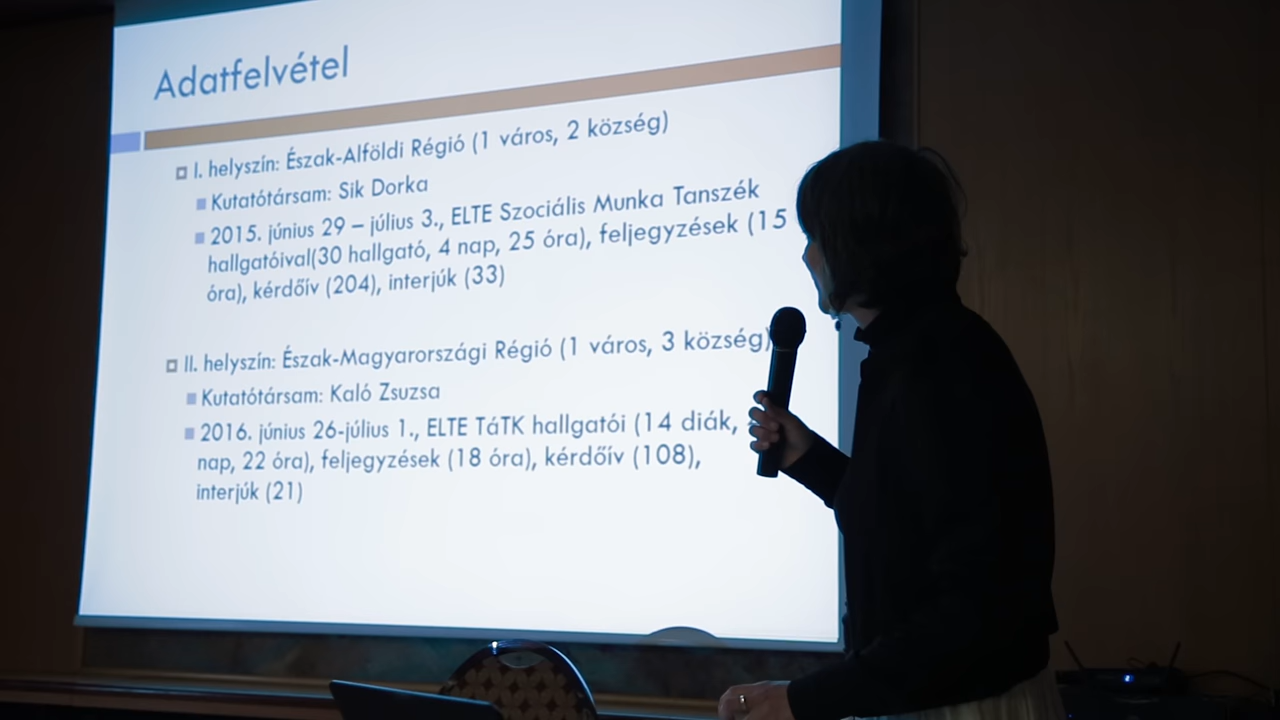 Adatfelvétel
I. helyszín: Észak-Alföldi Régió (1 város, 2 község)
Kutatótársam: Sik Dorka
2015. június 29 – július 3., ELTE Szociális Munka Tanszék
hallgatóival(30 hallgató, 4 nap, 25 óra), feljegyzések (15
óra), kérdőív (204), interjúk (33)
II. helyszín: Észak-Magyarországi Régió (1 város, 3 község)
Kutatótársam: Kaló Zsuzsa
2016. június 26-július 1., ELTE TáTK hallgatói (14 diák,
nap, 22 óra), feljegyzések (18 óra), kérdőív (108),
interjúk (21)